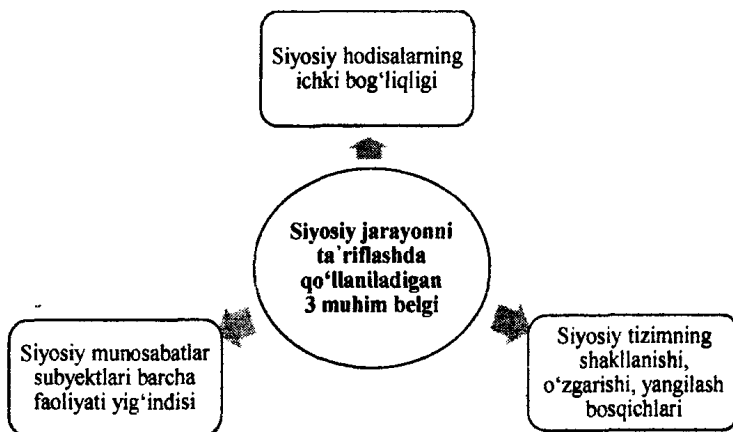 Siyosiy hodisalarning
ichki bog‘liqligi
Siyosiy jarayonni
ta’riflashda
qo‘llaniladigan
3 muhim belgi
Siyosiy munosabatlar
subyektlari barcha
faoliyati yig‘indisi
Siyosiy tizimning
shakllanishi,
o‘zgarishi, yangilash
bosqichlari